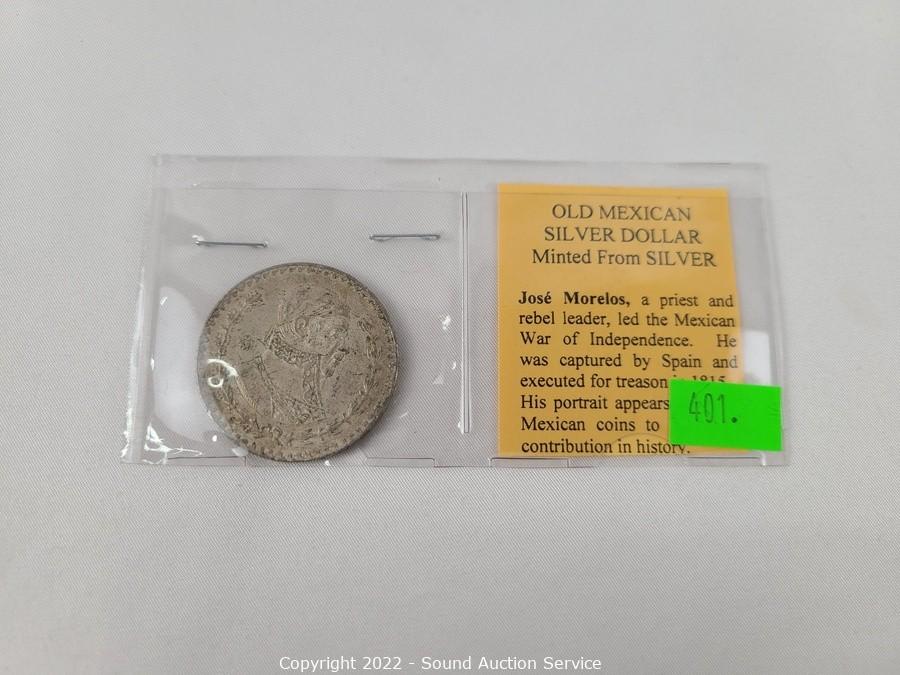 OLD MEXICAN
SILVER DOLLAR
Minted From SILVER
José Morelos, a priest and
rebel leader, led the Mexican
War of Independence. He
was captured by Spain and
executed for treason 1815.
His portrait appears
Mexican coins to
contribution in history.
401.
Copyright 2022 - Sound Auction Service